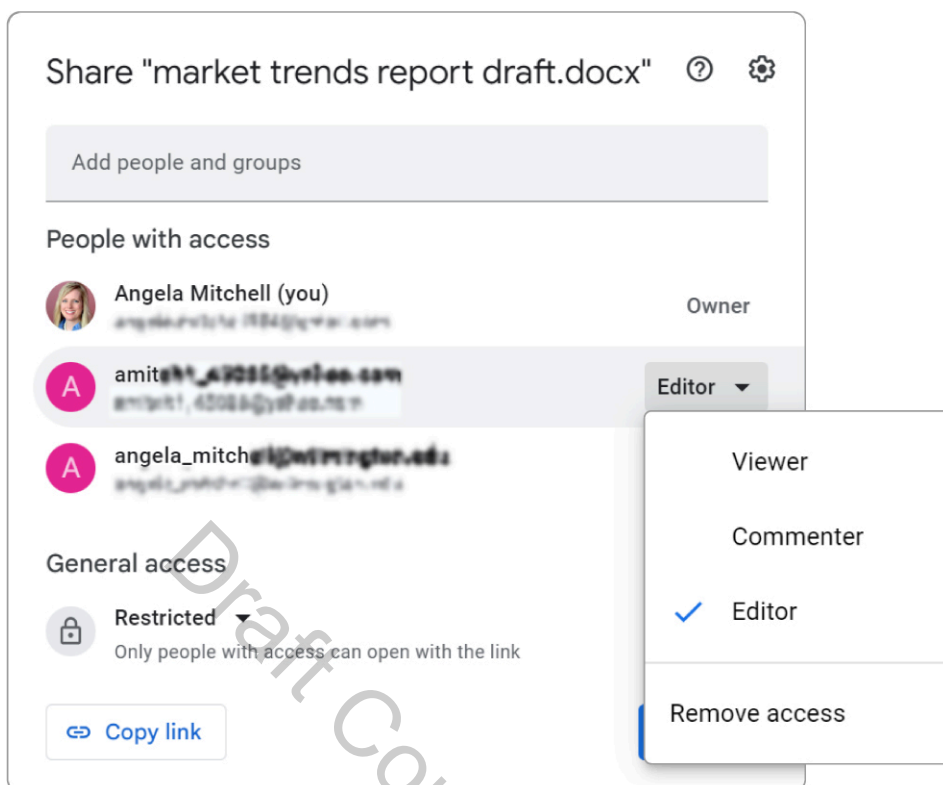 Share "market trends report draft.docx"
Add people and groups
People with access
Angela Mitchell (you)
Owner
amit
Editor
angela_mitch
Viewer
Commenter
Editor
General access
Restricted
Only people with access can open with the link
Remove access
Copy link
Draft